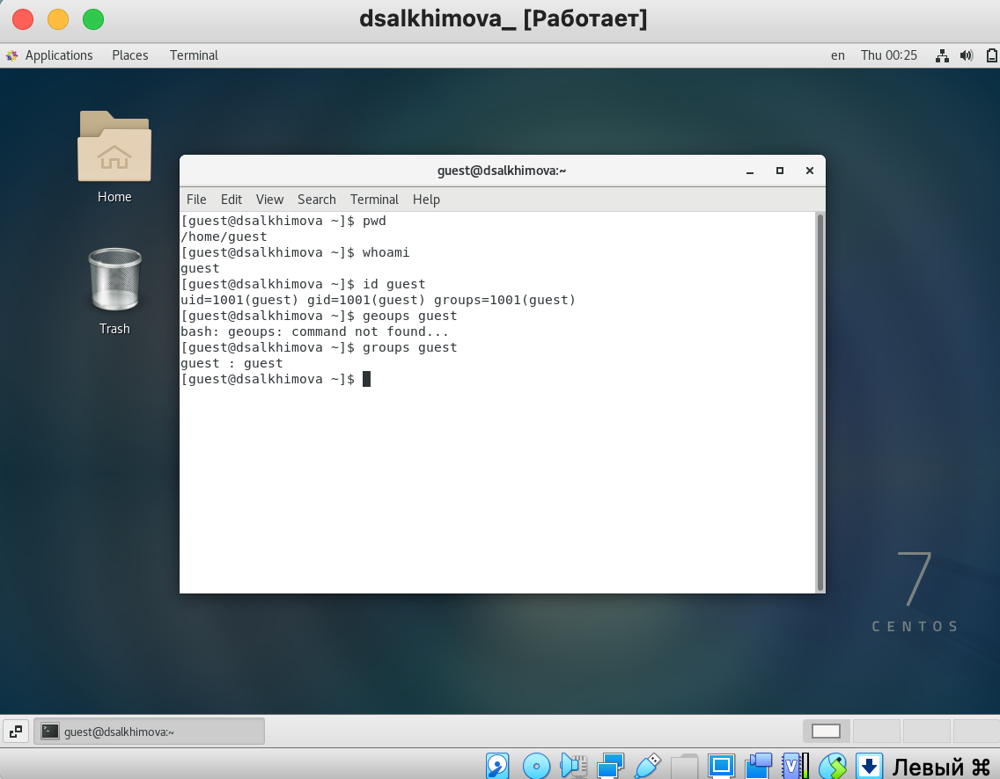 dsalkhimova_ [Работает]
Applications Places Terminal en Thu 00:25
Home
Trash
guest@dsalkhimova:~
File Edit View Search Terminal Help
[guest@dsalkhimova ~]$ pwd
/home/guest
[guest@dsalkhimova ~]$ whoami
guest
[guest@dsalkhimova ~]$ id guest
uid=1001(guest) gid=1001(guest) groups=1001(guest)
[guest@dsalkhimova ~]$ geoups guest
bash: geoups: command not found...
[guest@dsalkhimova ~]$ groups guest
guest : guest
[guest@dsalkhimova ~]$
7
CENTOS
guest@dsalkhimova:~
V
Левый ⌘